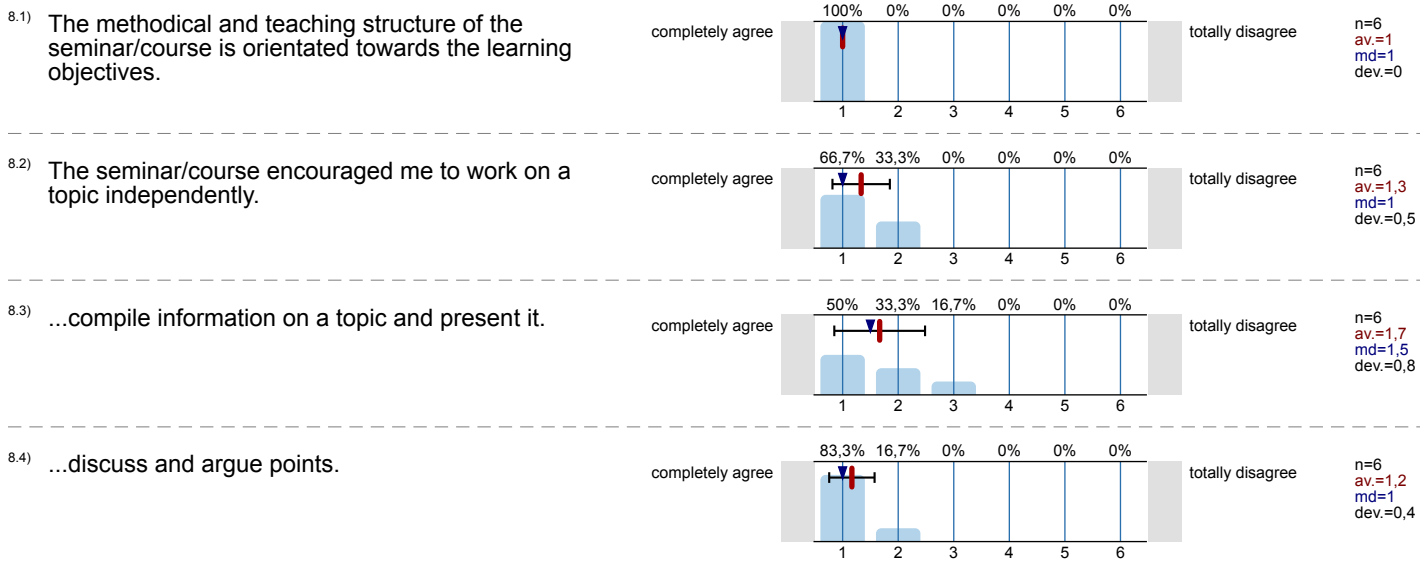 8.1) The methodical and teaching structure of the
seminar/course is orientated towards the learning
objectives.
completely agree
100% 0% 0% 0% 0% 0%
1 2 3 4 5 6
totally disagree
n=6
av.=1
md=1
dev.=0
8.2) The seminar/course encouraged me to work on a
topic independently.
completely agree
66,7% 33,3% 0% 0% 0% 0%
1 2 3 4 5 6
totally disagree
n=6
av.=1,3
md=1
dev.=0,5
8.3) ...compile information on a topic and present it.
completely agree
50% 33,3% 16,7% 0% 0% 0%
1 2 3 4 5 6
totally disagree
n=6
av.=1,7
md=1,5
dev.=0,8
8.4) ...discuss and argue points.
completely agree
83,3% 16,7% 0% 0% 0% 0%
1 2 3 4 5 6
totally disagree
n=6
av.=1,2
md=1
dev.=0,4